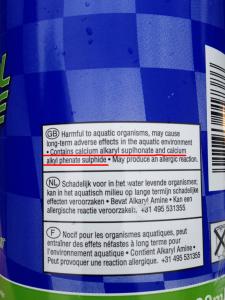 GB Harmful to aquatic organisms, may cause
long-term adverse effects in the aquatic environment
• Contains calcium alkaryl suplhonate and calcium
alkyl phenate sulphide • May produce an allergic reaction.
NL Schadelijk voor in het water levende organismen;
kan in het aquatisch milieu op lange termijn schadelijke
effecten veroorzaken • Bevat Alkaryl Amine • Kan een
allergische reactie veroorzaken. +31 495 531355
F Nocif pour les organismes aquatiques, peut
entraîner des effets néfastes à long terme pour
l'environnement aquatique • Contient Alkaryl Amine •
Peut provoquer une reaction allergique. +31 495 531355